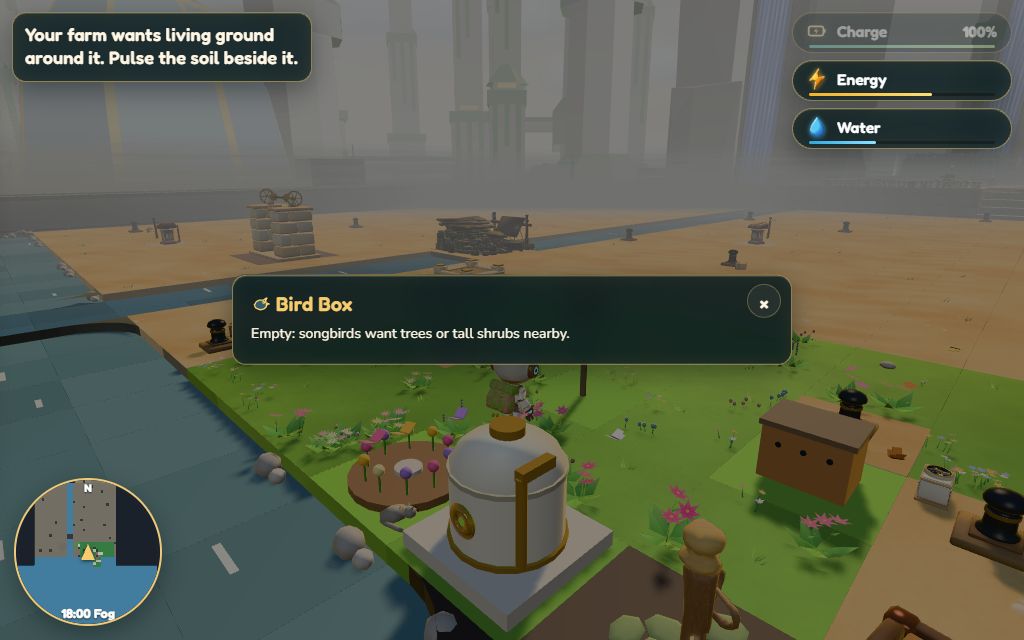 Your farm wants living ground
around it. Pulse the soil beside it.
Charge 100%
Energy
Water
Bird Box
Empty: songbirds want trees or tall shrubs nearby.
N
18:00 Fog